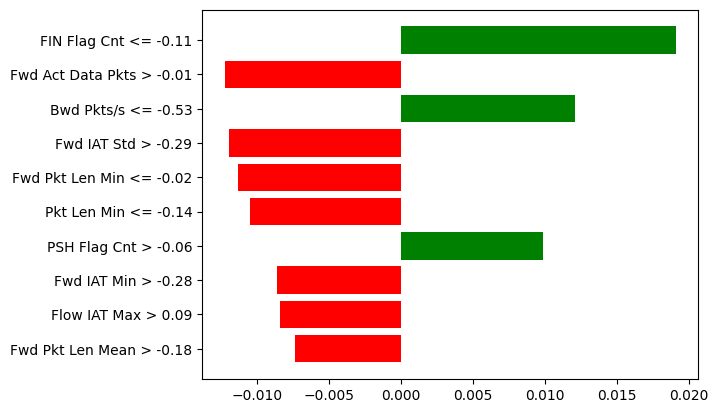 FIN Flag Cnt <= -0.11
Fwd Act Data Pkts > -0.01
Bwd Pkts/s <= -0.53
Fwd IAT Std > -0.29
Fwd Pkt Len Min <= -0.02
Pkt Len Min <= -0.14
PSH Flag Cnt > -0.06
Fwd IAT Min > -0.28
Flow IAT Max > 0.09
Fwd Pkt Len Mean > -0.18
−0.010 −0.005 0.000 0.005 0.010 0.015 0.020